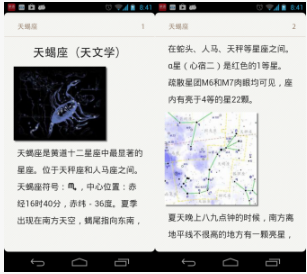 8:41
天蝎座 1
天蝎座（天文学）
天蝎座是黄道十二星座中最显著的
星座。位于天秤座和人马座之间。
天蝎座符号：♏，中心位置：赤
经16时40分，赤纬-36度。夏季
出现在南方天空，蝎尾指向东南，
8:41
天蝎座 2
在蛇头、人马、天秤等星座之间。
α星（心宿二）是红色的1等星。
疏散星团M6和M7肉眼均可见，座
内有亮于4等的星22颗。
夏天晚上八九点钟的时候，南方离
地平线不很高的地方有一颗亮星，